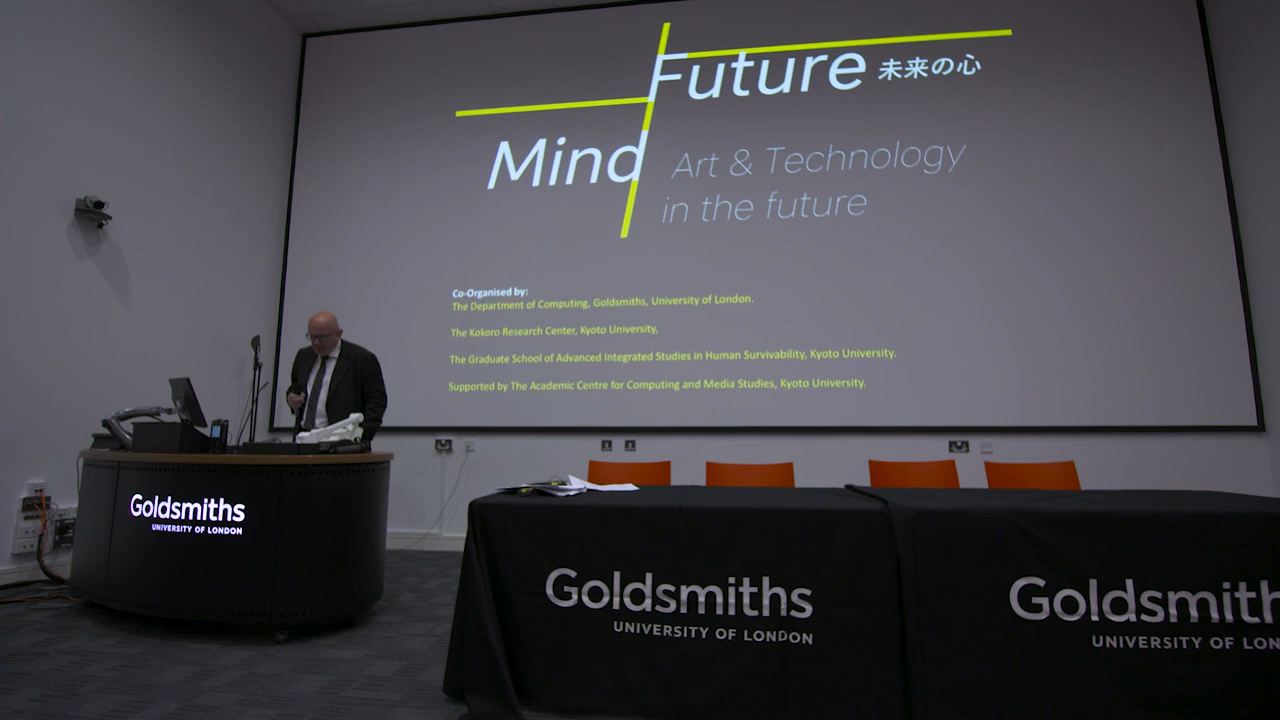 Future 未来の心
Mind
Art & Technology
in the future
Co-Organised by:
The Department of Computing, Goldsmiths, University of London.
The Kokoro Research Center, Kyoto University,
The Graduate School of Advanced Integrated Studies in Human Survivability, Kyoto University.
Supported by The Academic Centre for Computing and Media Studies, Kyoto University.
Goldsmiths
UNIVERSITY OF LONDON
Goldsmiths
UNIVERSITY OF LONDON
Goldsmith
UNIVERSITY OF LON